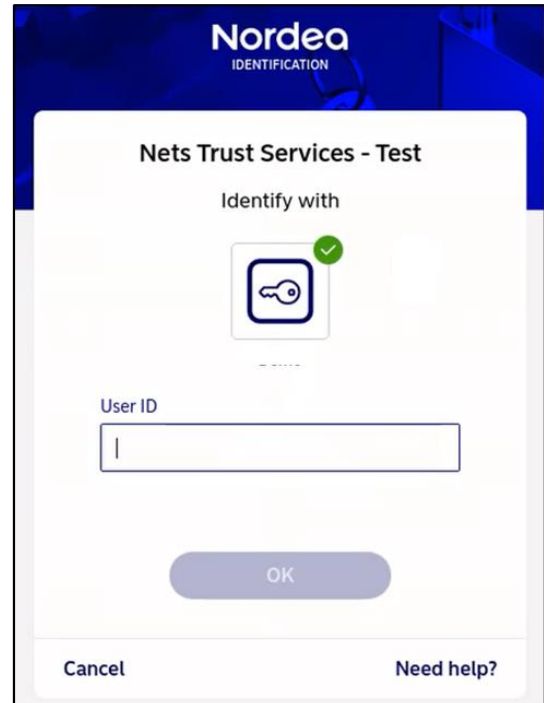 Nordea
IDENTIFICATION
Nets Trust Services - Test
Identify with
User ID
OK
Cancel
Need help?